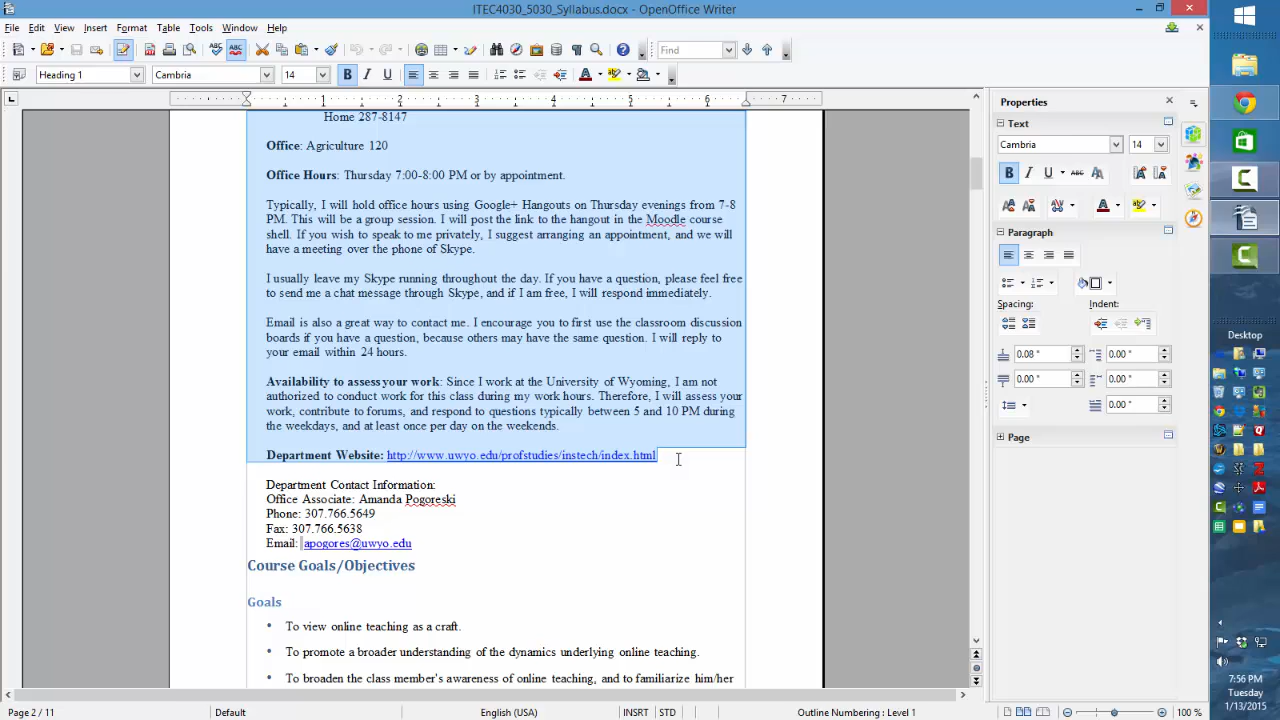 ITEC4030_5030_Syllabus.docx - OpenOffice Writer
File Edit View Insert Format Table Tools Window Help
Find
Heading 1 Cambria 14
1 2 3 4 5 6 7
Home 287-8147
Office: Agriculture 120
Office Hours: Thursday 7:00-8:00 PM or by appointment.
Typically, I will hold office hours using Google+ Hangouts on Thursday evenings from 7-8
PM. This will be a group session. I will post the link to the hangout in the Moodle course
shell. If you wish to speak to me privately, I suggest arranging an appointment, and we will
have a meeting over the phone of Skype.
I usually leave my Skype running throughout the day. If you have a question, please feel free
to send me a chat message through Skype, and if I am free, I will respond immediately.
Email is also a great way to contact me. I encourage you to first use the classroom discussion
boards if you have a question, because others may have the same question. I will reply to
your email within 24 hours.
Availability to assess your work: Since I work at the University of Wyoming, I am not
authorized to conduct work for this class during my work hours. Therefore, I will assess your
work, contribute to forums, and respond to questions typically between 5 and 10 PM during
the weekdays, and at least once per day on the weekends.
Department Website: http://www.uwyo.edu/profstudies/instech/index.html
Department Contact Information:
Office Associate: Amanda Pogoreski
Phone: 307.766.5649
Fax: 307.766.5638
Email: apogores@uwyo.edu
Course Goals/Objectives
Goals
• To view online teaching as a craft.
• To promote a broader understanding of the dynamics underlying online teaching.
• To broaden the class member's awareness of online teaching, and to familiarize him/her
Properties
Text
Cambria 14
Paragraph
Spacing: Indent:
0.08 " 0.00 "
0.00 " 0.00 "
0.00 "
Page
Page 2 / 11 Default English (USA) INSRT STD Outline Numbering : Level 1 100 %
Desktop
7:56 PM
Tuesday
1/13/2015